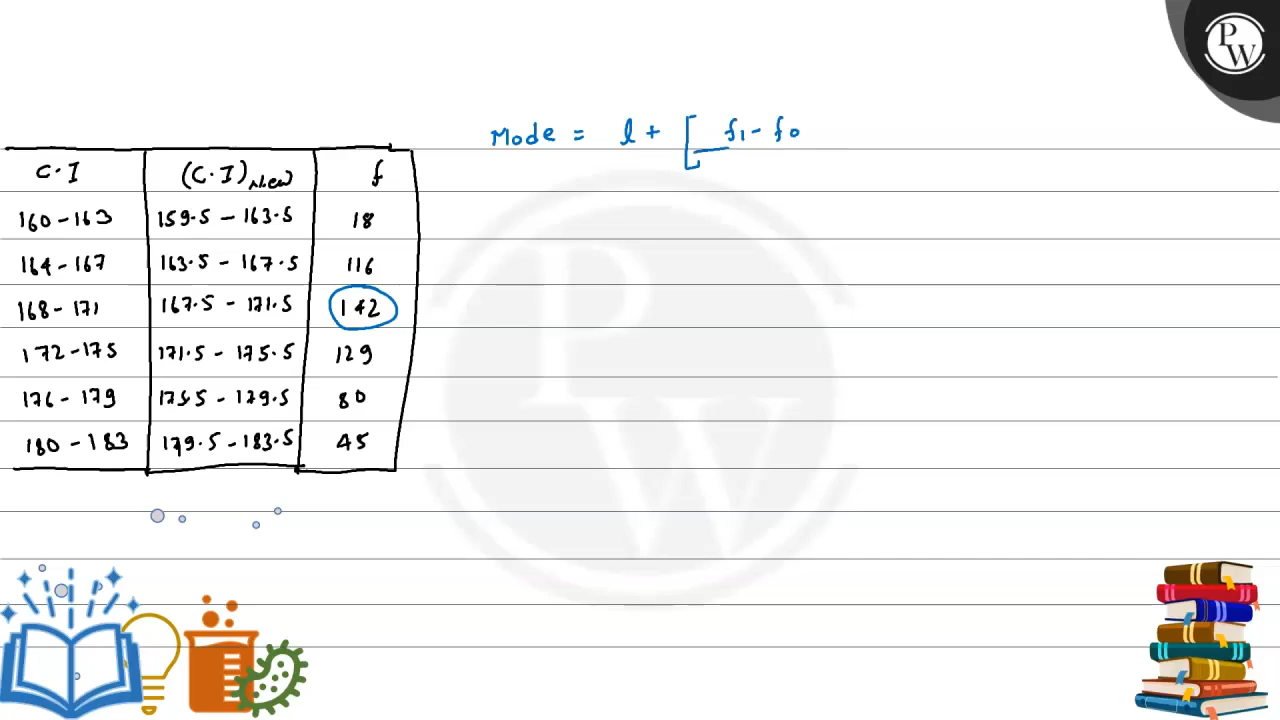 PW
Mode = l + [ f1 - f0
C.I (C.I)New f
160-163 159.5 - 163.5 18
164-167 163.5 - 167.5 116
168-171 167.5 - 171.5 142
172-175 171.5 - 175.5 129
176-179 175.5 - 179.5 80
180-183 179.5 - 183.5 45
PW